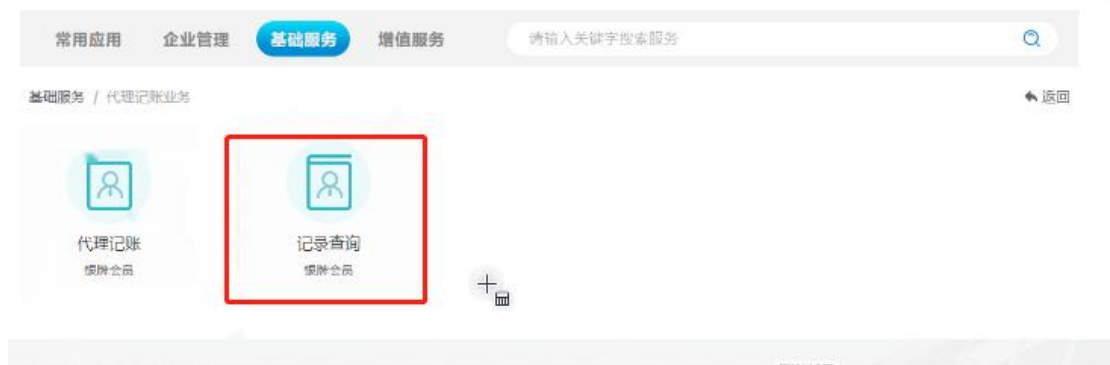 常用应用 企业管理 基础服务 增值服务 请输入关键字搜索服务
基础服务 / 代理记账业务 返回
代理记账 记录查询
银牌会员 银牌会员